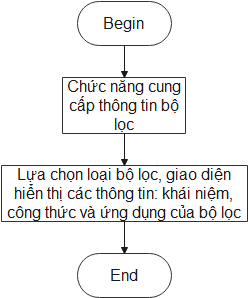 Begin
Chức năng cung
cấp thông tin bộ
lọc
Lựa chọn loại bộ lọc, giao diện
hiển thị các thông tin: khái niệm,
công thức và ứng dụng của bộ lọc
End